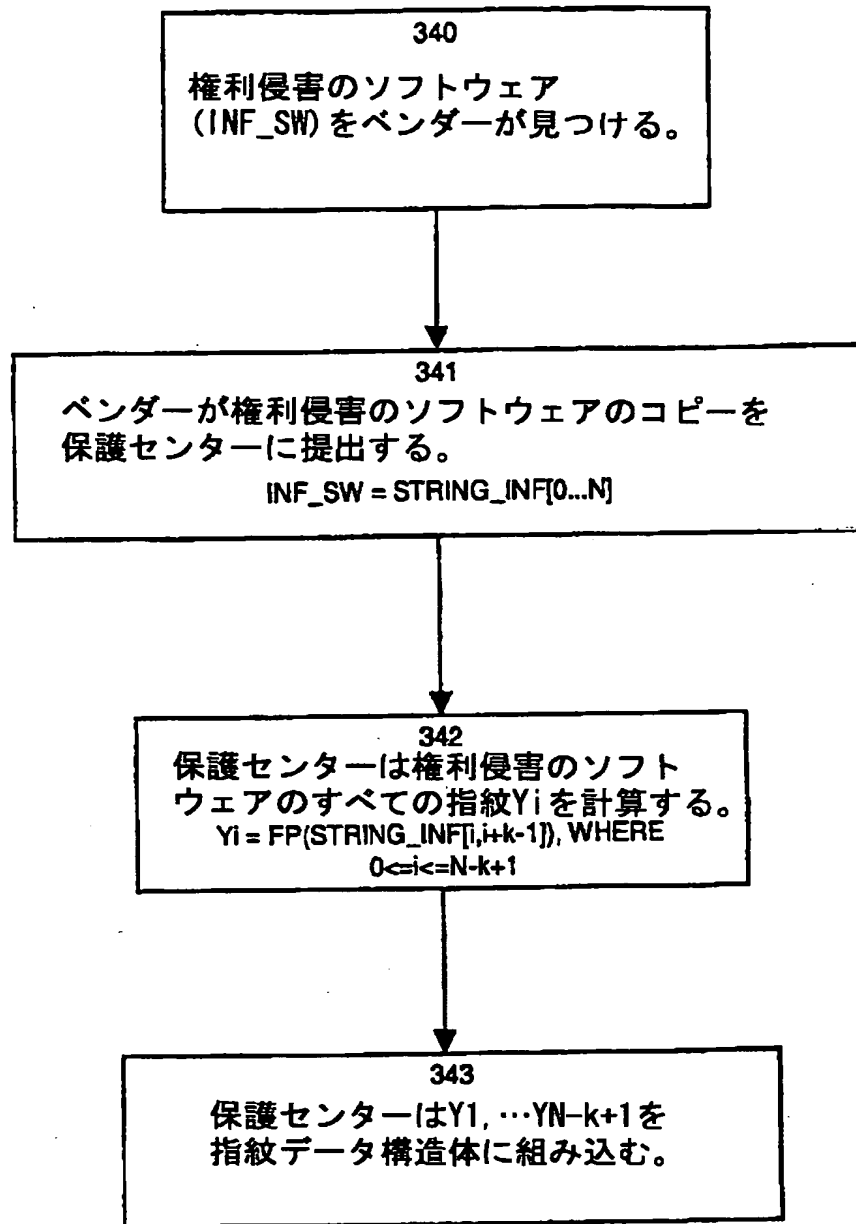 340
権利侵害のソフトウェア
(INF_SW)をベンダーが見つける。
341
ベンダーが権利侵害のソフトウェアのコピーを
保護センターに提出する。
INF_SW = STRING_INF[0...N]
342
保護センターは権利侵害のソフト
ウェアのすべての指紋Yiを計算する。
Yi = FP(STRING_INF[i,i+k-1]), WHERE
0<=i<=N-k+1
343
保護センターはY1,…YN-k+1を
指紋データ構造体に組み込む。